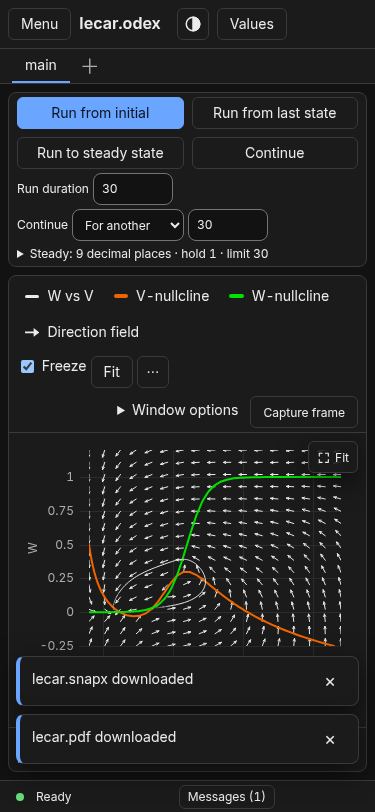 Menu lecar.odex Values
main
Run from initial Run from last state
Run to steady state Continue
Run duration 30
Continue For another 30
Steady: 9 decimal places · hold 1 · limit 30
W vs V V-nullcline W-nullcline
Direction field
Freeze Fit ...
Window options Capture frame
Fit
1
0.75
0.5
W
0.25
0
-0.25
lecar.snapx downloaded ×
lecar.pdf downloaded ×
Ready Messages (1)